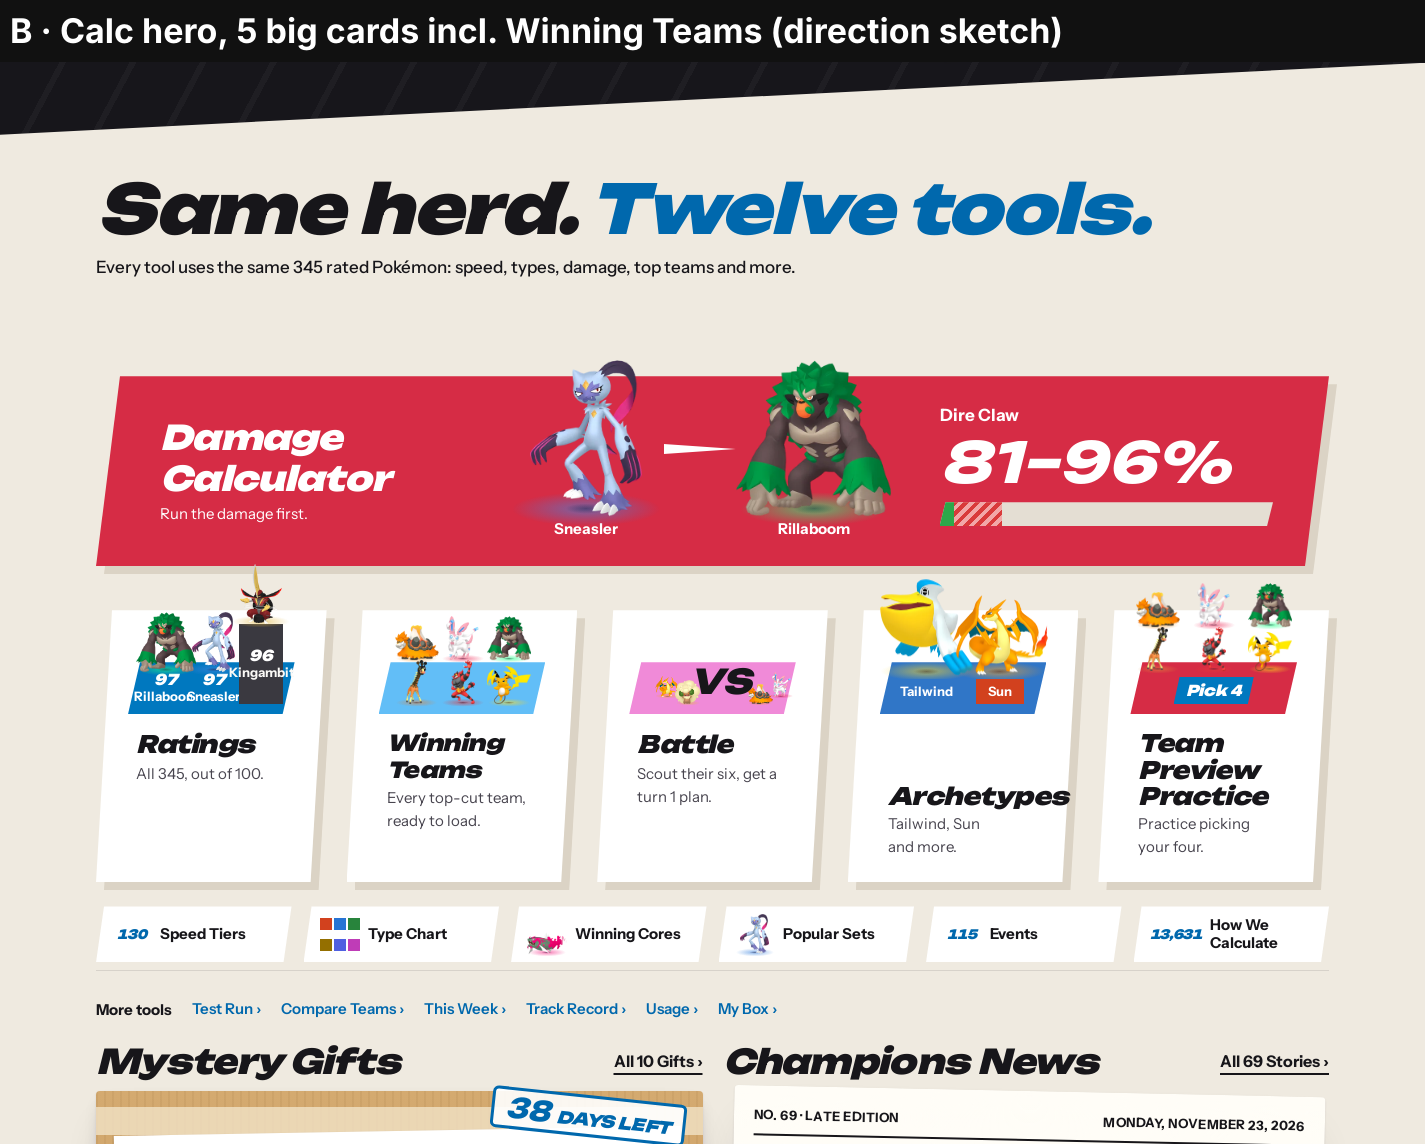 B · Calc hero, 5 big cards incl. Winning Teams (direction sketch)
Same herd. Twelve tools.
Every tool uses the same 345 rated Pokémon: speed, types, damage, top teams and more.
Damage
Calculator
Run the damage first.
Sneasler
Rillaboom
Dire Claw
81–96%
97
Rillaboo
97
Sneasler
96
Kingambit
Ratings
All 345, out of 100.
Winning
Teams
Every top-cut team,
ready to load.
VS
Battle
Scout their six, get a
turn 1 plan.
Tailwind
Sun
Archetypes
Tailwind, Sun
and more.
Pick 4
Team
Preview
Practice
Practice picking
your four.
130 Speed Tiers
Type Chart
Winning Cores
Popular Sets
115 Events
13,631 How We
Calculate
More tools Test Run › Compare Teams › This Week › Track Record › Usage › My Box ›
Mystery Gifts
All 10 Gifts ›
38 DAYS LEFT
Champions News
All 69 Stories ›
NO. 69 · LATE EDITION
MONDAY, NOVEMBER 23, 2026